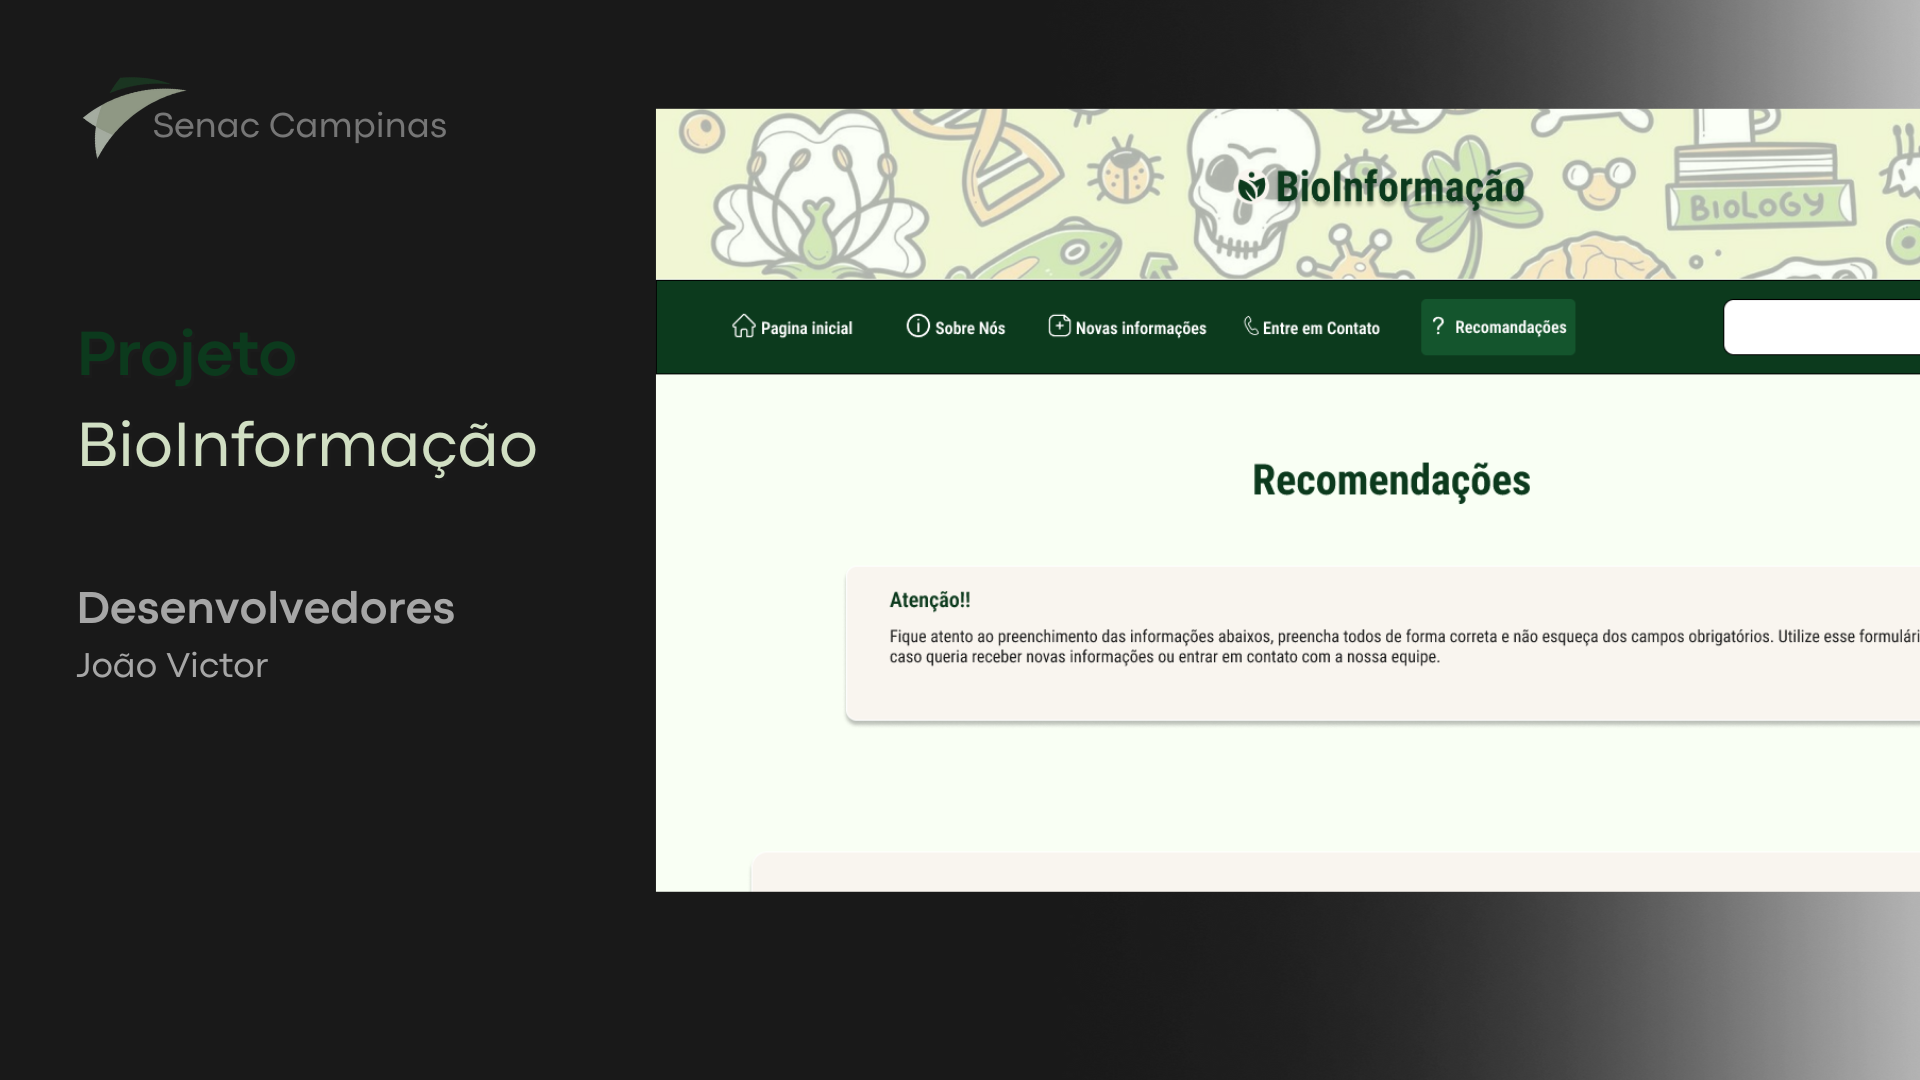 Senac Campinas
Projeto
BioInformação
Desenvolvedores
João Victor
BioInformação
BIOLOGY
Pagina inicial
Sobre Nós
Novas informações
Entre em Contato
? Recomandações
Recomendações
Atenção!!
Fique atento ao preenchimento das informações abaixos, preencha todos de forma correta e não esqueça dos campos obrigatórios. Utilize esse formulári
caso queria receber novas informações ou entrar em contato com a nossa equipe.